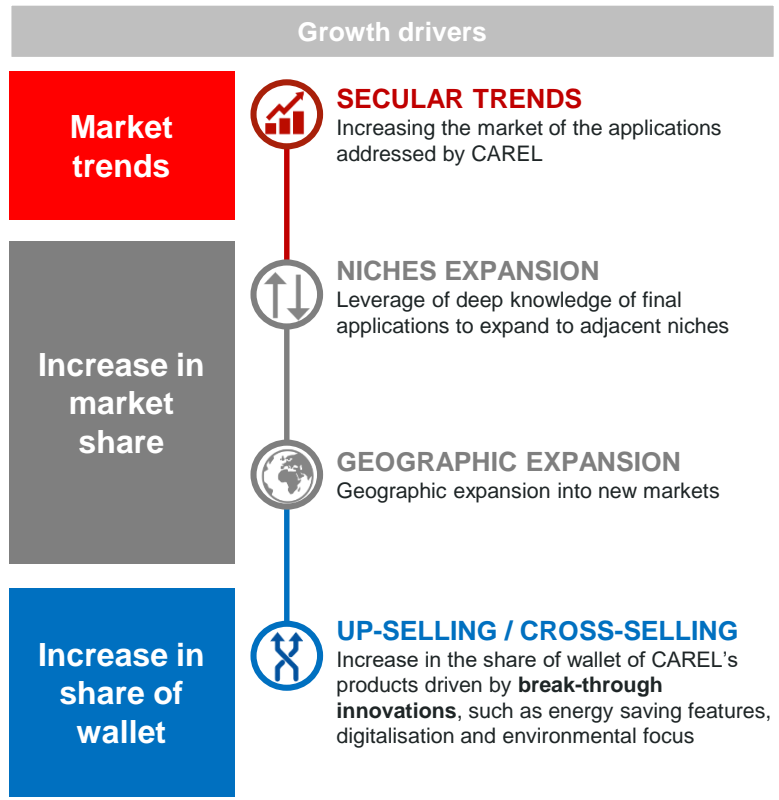 Growth drivers
Market
trends
SECULAR TRENDS
Increasing the market of the applications
addressed by CAREL
Increase in
market
share
NICHES EXPANSION
Leverage of deep knowledge of final
applications to expand to adjacent niches
GEOGRAPHIC EXPANSION
Geographic expansion into new markets
Increase in
share of
wallet
UP-SELLING / CROSS-SELLING
Increase in the share of wallet of CAREL's
products driven by break-through
innovations, such as energy saving features,
digitalisation and environmental focus